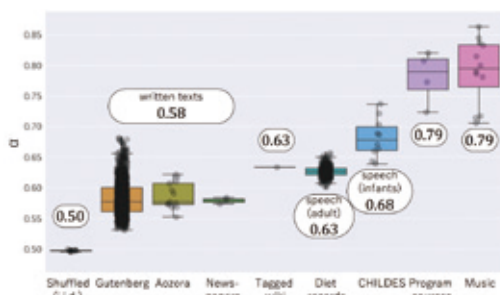 0.85
0.80
0.75
0.70
0.65
0.60
0.55
0.50
α
written texts
0.58
0.50
0.63
speech
(adult)
0.63
speech
(infants)
0.68
0.79
0.79
Shuffled Gutenberg Aozora News- Tagged Diet CHILDES Program Music